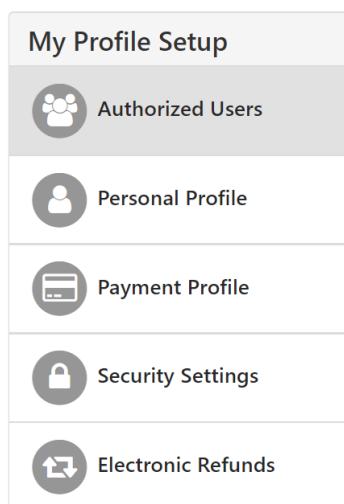 My Profile Setup
Authorized Users
Personal Profile
Payment Profile
Security Settings
Electronic Refunds